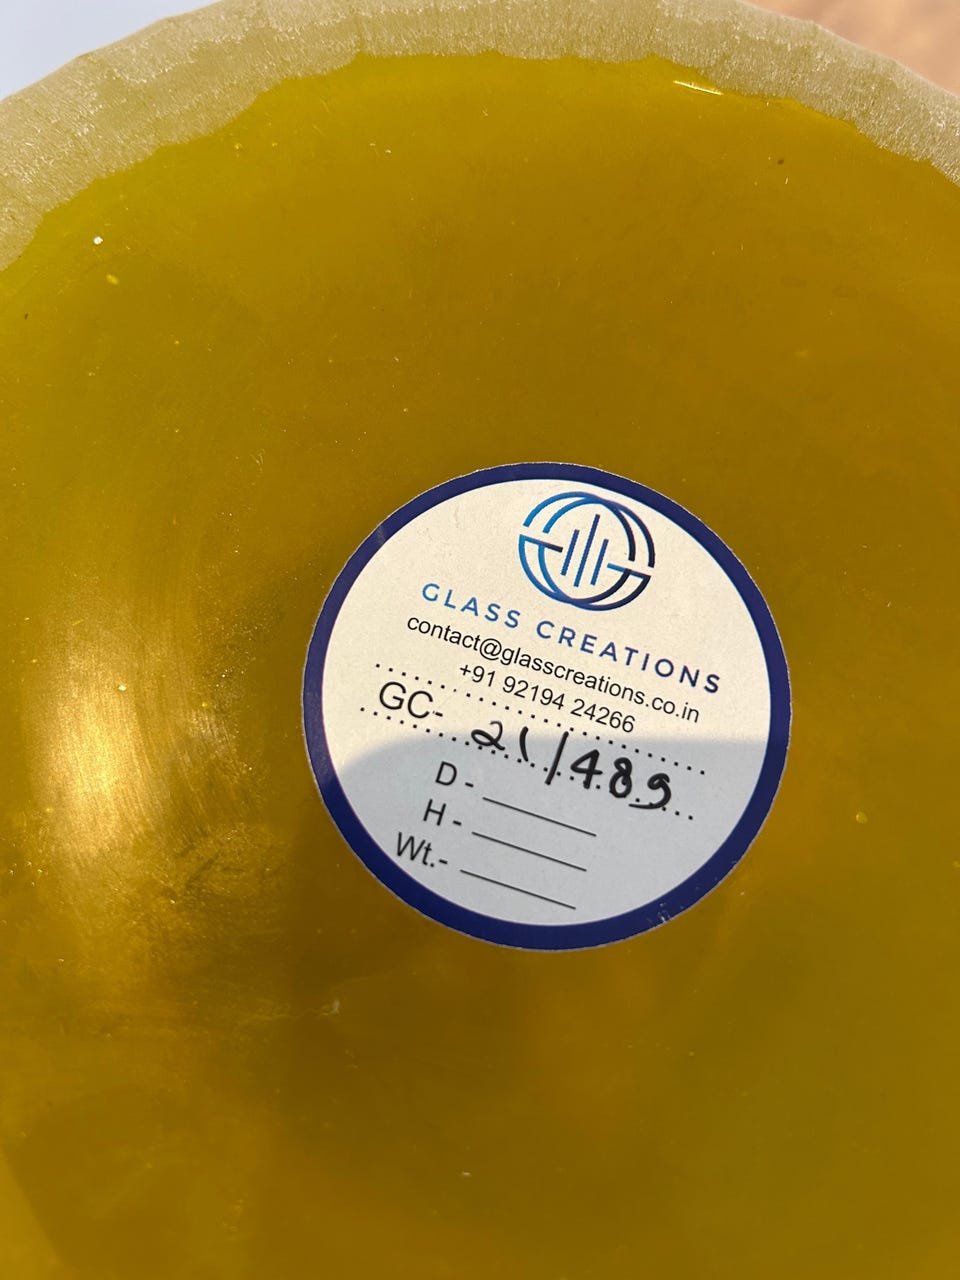 GLASS CREATIONS
contact@glasscreations.co.in
+91 92194 24266
GC- 21/489
D -
H -
Wt.-